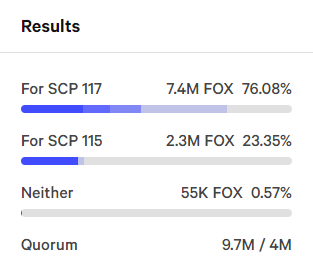 Results
For SCP 117 7.4M FOX 76.08%
For SCP 115 2.3M FOX 23.35%
Neither 55K FOX 0.57%
Quorum 9.7M / 4M